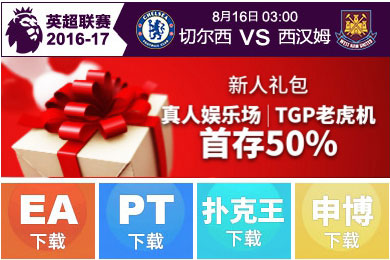 英超联赛
2016-17
8月16日 03:00
切尔西 VS 西汉姆
新人礼包
真人娱乐场|TGP老虎机
首存50%
EA
下载
PT
下载
扑克王
下载
申博
下载